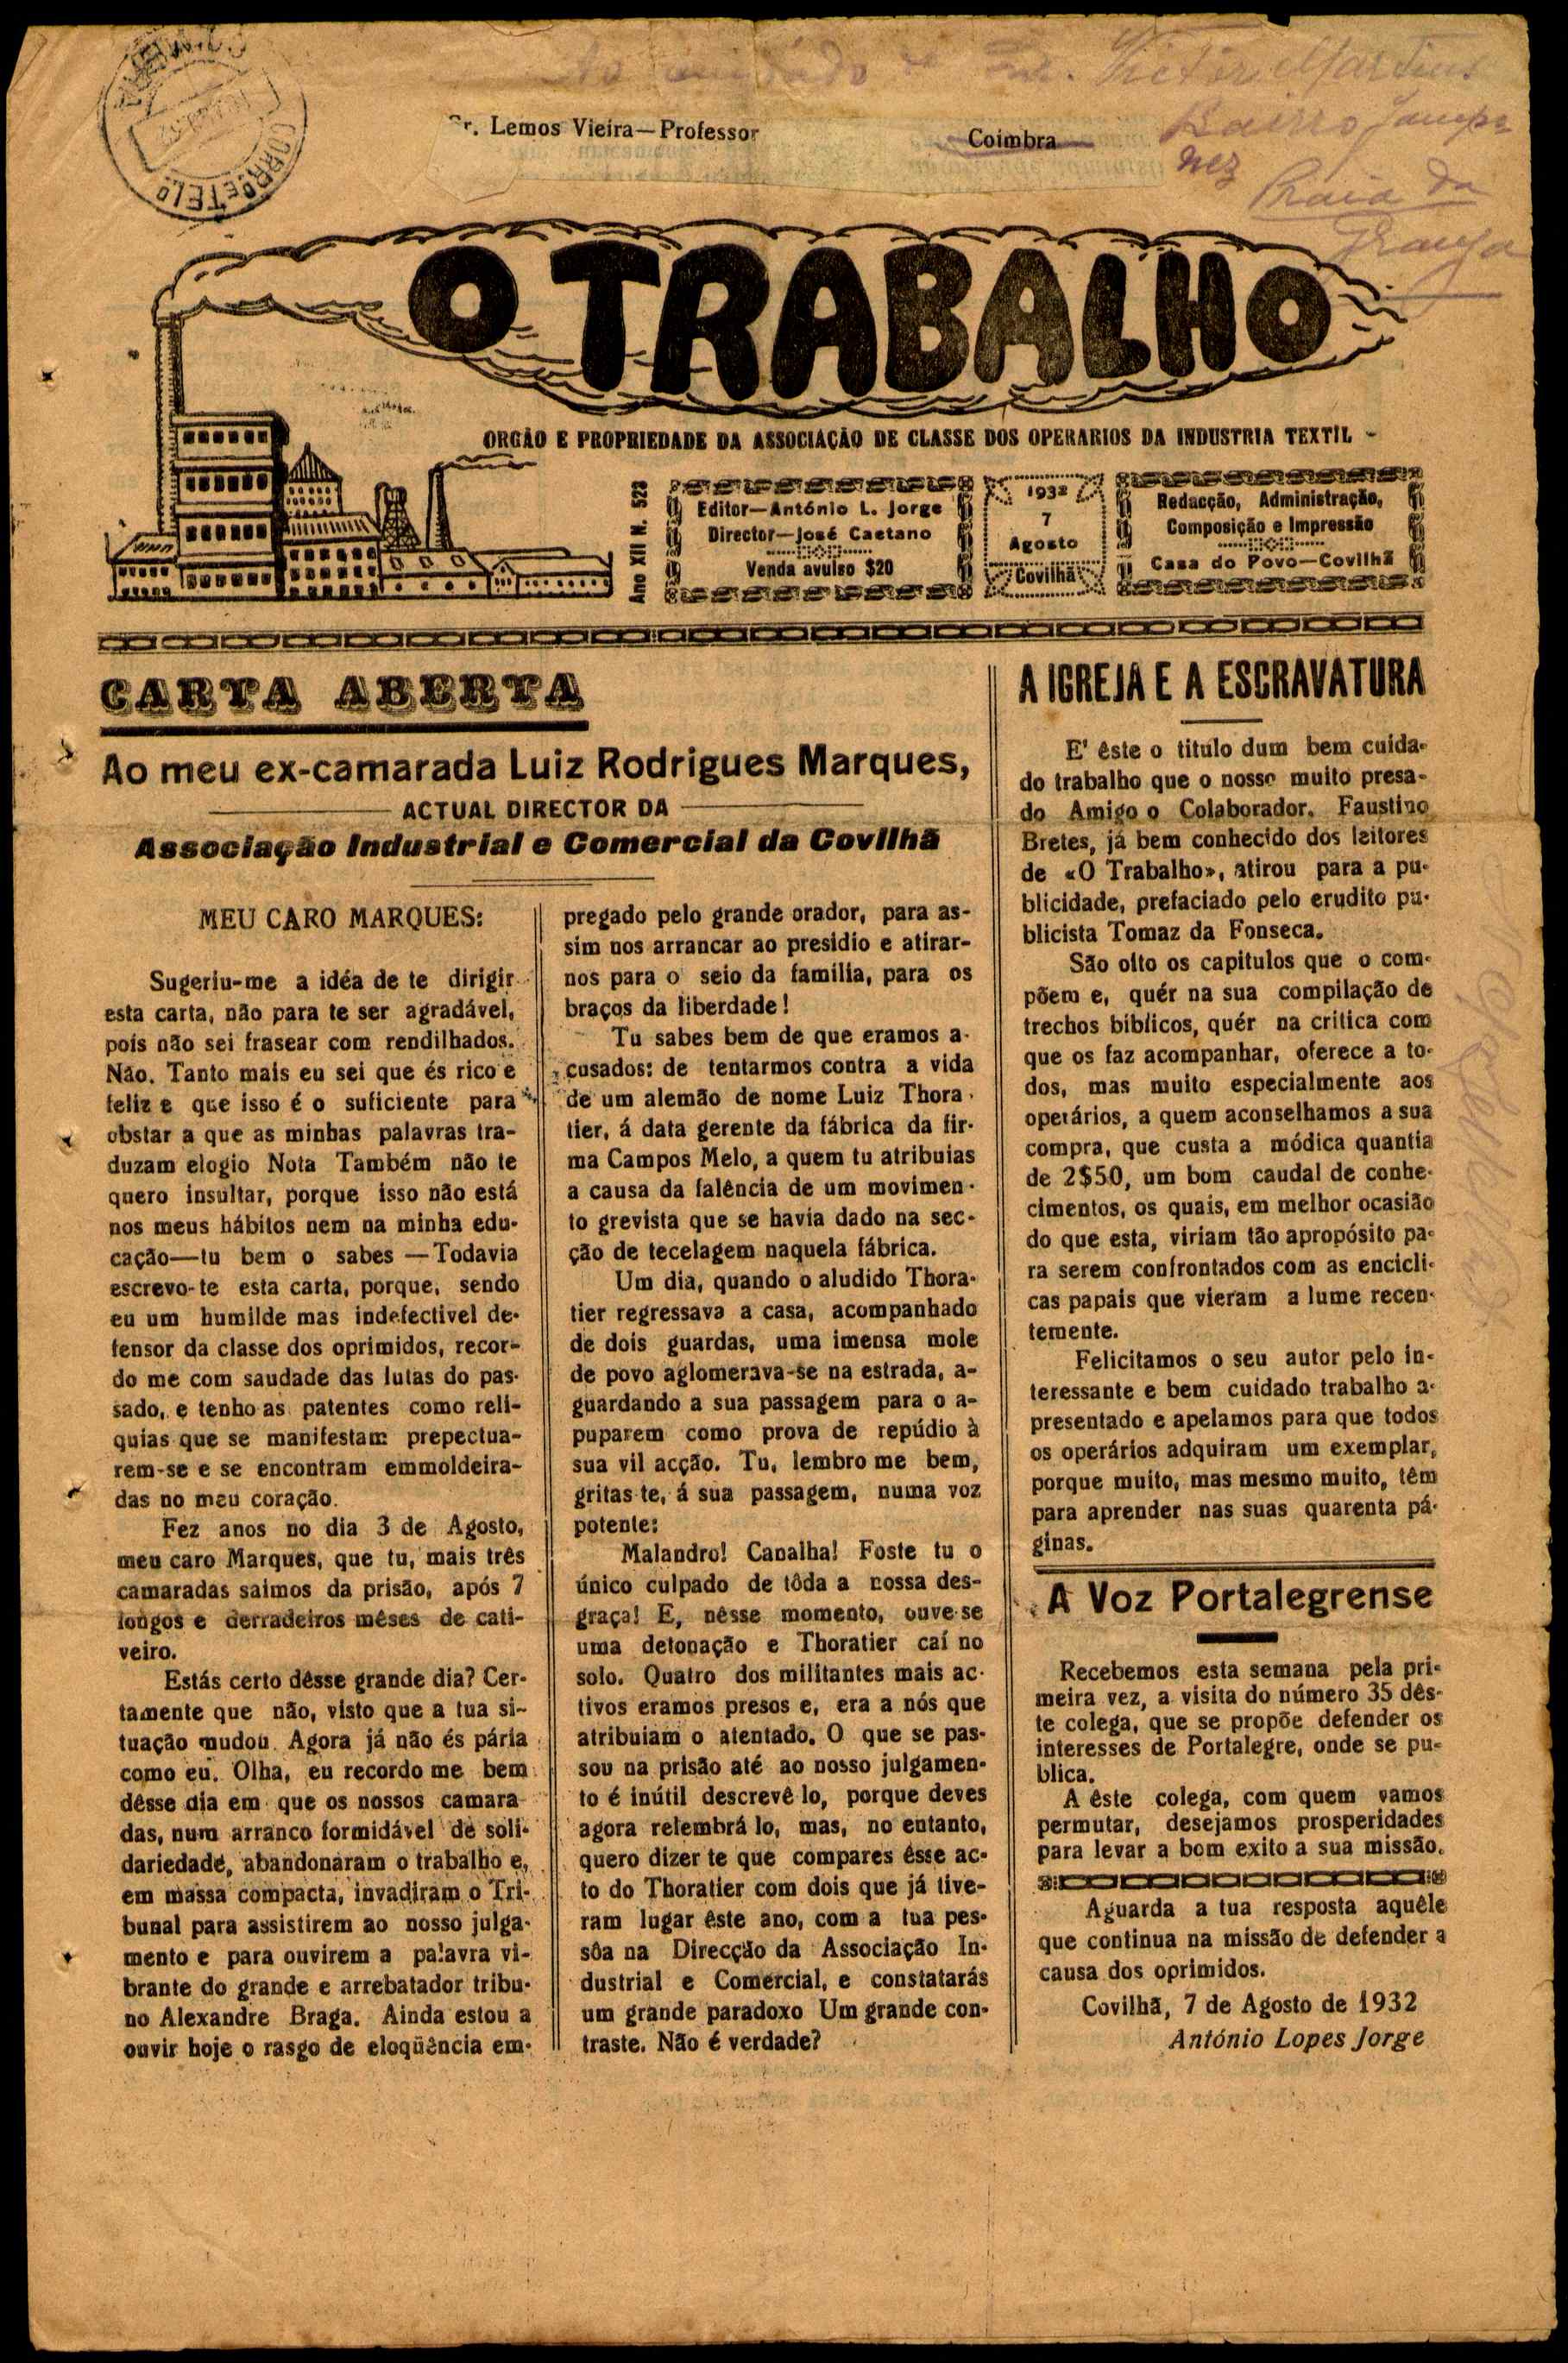 CORREIO E TELº
Sr. Lemos Vieira—Professor
Coimbra
Victor Martins
Bairro
Praia da
Granja
O TRABALHO
ORGÃO E PROPRIEDADE DA ASSOCIAÇÃO DE CLASSE DOS OPERARIOS DA INDUSTRIA TEXTIL
Ano XII N. 523
Editor—António L. Jorge
Director—José Caetano
Venda avulso $20
1932
7
Agosto
Covilhã
Redacção, Administração,
Composição e Impressão
Casa do Povo—Covilhã
CARTA ABERTA
Ao meu ex-camarada Luiz Rodrigues Marques,
ACTUAL DIRECTOR DA
Associação Industrial e Comercial da Covilhã
MEU CARO MARQUES:
Sugeriu-me a idéa de te dirigir
esta carta, não para te ser agradável,
pois não sei frasear com rendilhados.
Não. Tanto mais eu sei que és rico e
feliz e que isso é o suficiente para
obstar a que as minhas palavras tra-
duzam elogio Nota Também não te
quero insultar, porque isso não está
nos meus hábitos nem na minha edu-
cação—tu bem o sabes—Todavia
escrevo-te esta carta, porque, sendo
eu um humilde mas indefectivel de-
fensor da classe dos oprimidos, recor-
do me com saudade das lutas do pas-
sado, e tenho as patentes como reli-
quias que se manifestam prepectua-
rem-se e se encontram emmoldeira-
das no meu coração.
Fez anos no dia 3 de Agosto,
meu caro Marques, que tu, mais três
camaradas saimos da prisão, após 7
longos e derradeiros mêses de cati-
veiro.
Estás certo dêsse grande dia? Cer-
tamente que não, visto que a tua si-
tuação mudou. Agora já não és pária
como eu. Olha, eu recordo me bem
dêsse dia em que os nossos camara
das, num arranco formidável de soli-
dariedade, abandonaram o trabalho e,
em massa compacta, invadiram o Tri-
bunal para assistirem ao nosso julga-
mento e para ouvirem a palavra vi-
brante do grande e arrebatador tribu-
no Alexandre Braga. Ainda estou a
ouvir hoje o rasgo de eloqüência em-
pregado pelo grande orador, para as-
sim nos arrancar ao presidio e atirar-
nos para o seio da familia, para os
braços da liberdade!
Tu sabes bem de que eramos a-
cusados: de tentarmos contra a vida
de um alemão de nome Luiz Thora-
tier, á data gerente da fábrica da fir-
ma Campos Melo, a quem tu atribuias
a causa da falência de um movimen-
to grevista que se havia dado na sec-
ção de tecelagem naquela fábrica.
Um dia, quando o aludido Thora-
tier regressava a casa, acompanhado
de dois guardas, uma imensa mole
de povo aglomerava-se na estrada, a-
guardando a sua passagem para o a-
puparem como prova de repúdio à
sua vil acção. Tu, lembro me bem,
gritas te, á sua passagem, numa voz
potente:
Malandro! Canalha! Foste tu o
único culpado de tôda a nossa des-
graça! E, nêsse momento, ouve-se
uma detonação e Thoratier caí no
solo. Quatro dos militantes mais ac-
tivos eramos presos e, era a nós que
atribuiam o atentado. O que se pas-
sou na prisão até ao nosso julgamen-
to é inútil descrevê lo, porque deves
agora relembrá lo, mas, no entanto,
quero dizer te que compares êsse ac-
to do Thoratier com dois que já tive-
ram lugar êste ano, com a tua pes-
sôa na Direcção da Associação In-
dustrial e Comercial, e constatarás
um grande paradoxo Um grande con-
traste. Não é verdade?
A IGREJA E A ESCRAVATURA
E' êste o titulo dum bem cuida-
do trabalho que o nosso muito presa-
do Amigo o Colaborador. Faustino
Bretes, já bem conhecido dos leitores
de «O Trabalho», atirou para a pu-
blicidade, prefaciado pelo erudito pu-
blicista Tomaz da Fonseca.
São oito os capitulos que o com-
põem e, quér na sua compilação de
trechos bíblicos, quér na critica com
que os faz acompanhar, oferece a to-
dos, mas muito especialmente aos
operários, a quem aconselhamos a sua
compra, que custa a módica quantia
de 2$50, um bom caudal de conhe-
cimentos, os quais, em melhor ocasião
do que esta, viriam tão apropósito pa-
ra serem confrontados com as encicli-
cas papais que vieram a lume recen-
temente.
Felicitamos o seu autor pelo in-
teressante e bem cuidado trabalho a-
presentado e apelamos para que todos
os operários adquiram um exemplar,
porque muito, mas mesmo muito, têm
para aprender nas suas quarenta pá-
ginas.
A Voz Portalegrense
Recebemos esta semana pela pri-
meira vez, a visita do número 35 dês-
te colega, que se propõe defender os
interesses de Portalegre, onde se pu-
blica.
A êste colega, com quem vamos
permutar, desejamos prosperidades
para levar a bom exito a sua missão.
Aguarda a tua resposta aquêle
que continua na missão de defender a
causa dos oprimidos.
Covilhã, 7 de Agosto de 1932
António Lopes Jorge